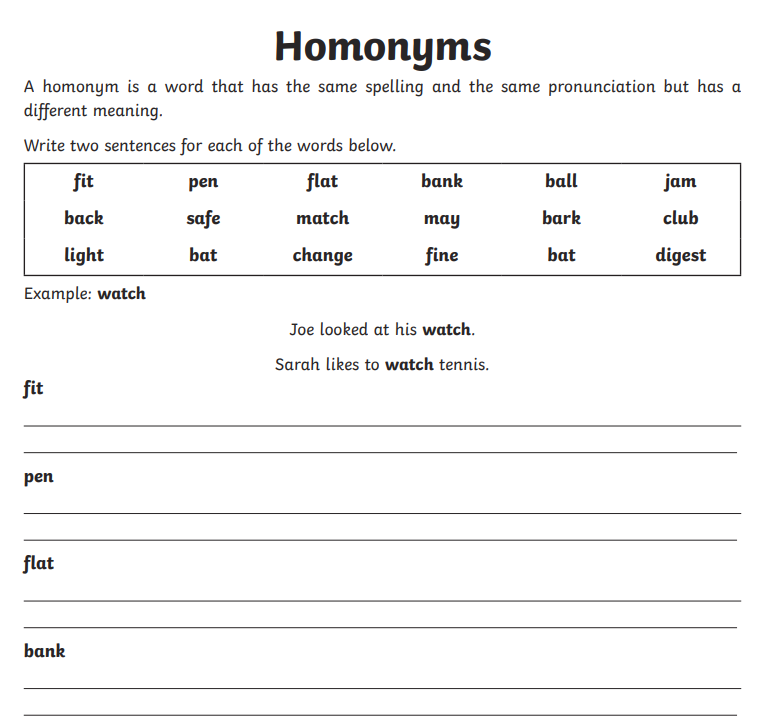 Homonyms
A homonym is a word that has the same spelling and the same pronunciation but has a
different meaning.
Write two sentences for each of the words below.
fit pen flat bank ball jam
back safe match may bark club
light bat change fine bat digest
Example: watch
Joe looked at his watch.
Sarah likes to watch tennis.
fit
pen
flat
bank